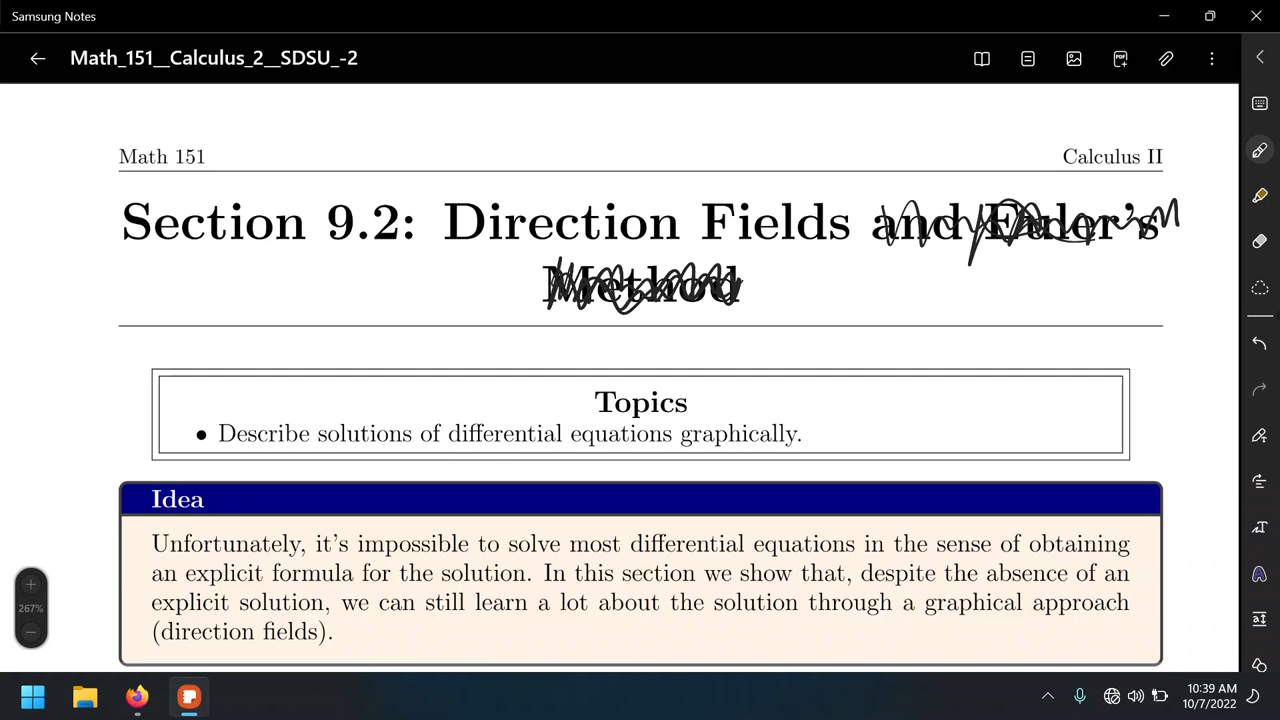 Samsung Notes
Math_151__Calculus_2__SDSU_-2
Math 151 Calculus II
Section 9.2: Direction Fields and Euler's
Method
Topics
• Describe solutions of differential equations graphically.
Idea
Unfortunately, it's impossible to solve most differential equations in the sense of obtaining
an explicit formula for the solution. In this section we show that, despite the absence of an
explicit solution, we can still learn a lot about the solution through a graphical approach
(direction fields).
267%
10:39 AM
10/7/2022